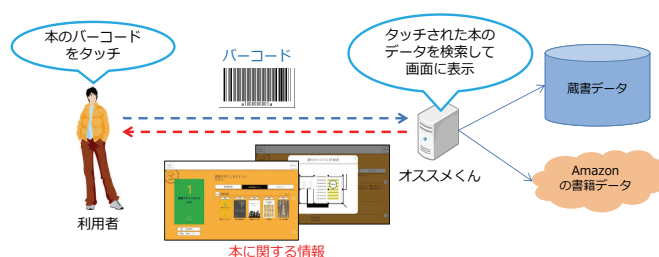 本のバーコード
をタッチ
バーコード
タッチされた本の
データを検索して
画面に表示
蔵書データ
Amazon
の書籍データ
オススメくん
利用者
1
本に関する情報